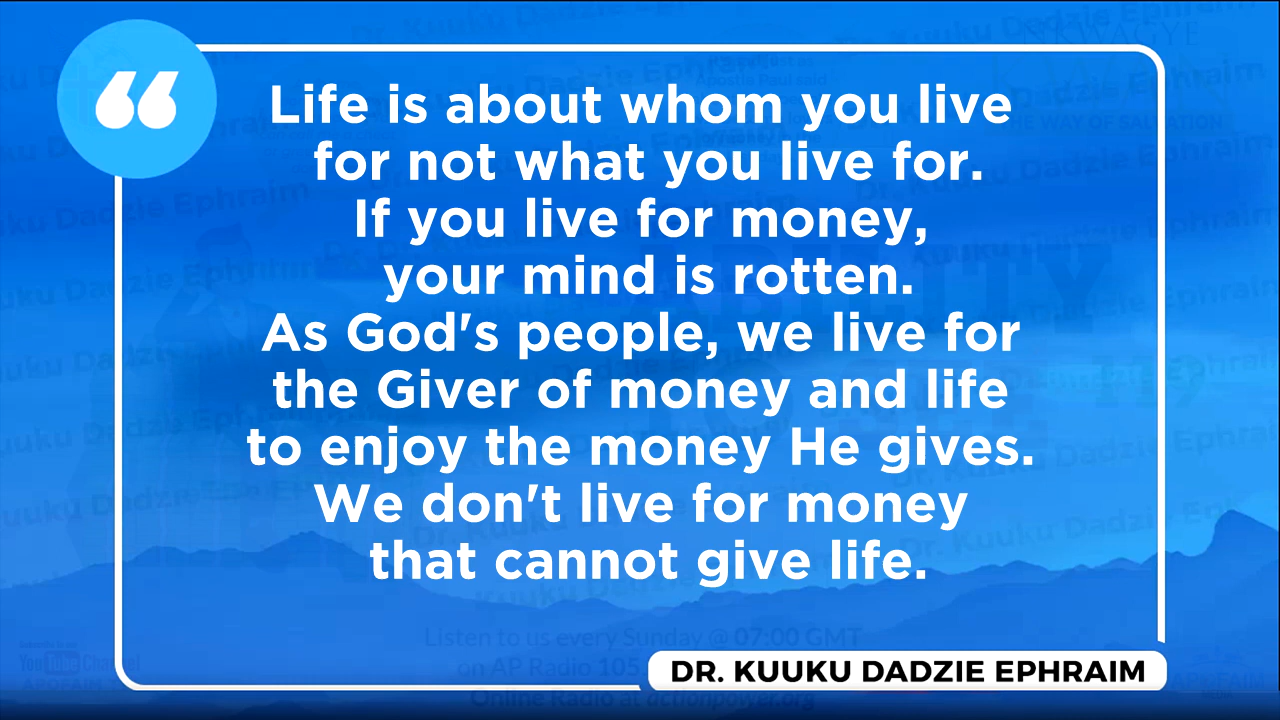 Life is about whom you live
for not what you live for.
If you live for money,
your mind is rotten.
As God's people, we live for
the Giver of money and life
to enjoy the money He gives.
We don't live for money
that cannot give life.
Listen to us every Sunday @ 07:00 GMT
on AP Radio 105
DR. KUUKU DADZIE EPHRAIM
Online Radio at actionpower.org